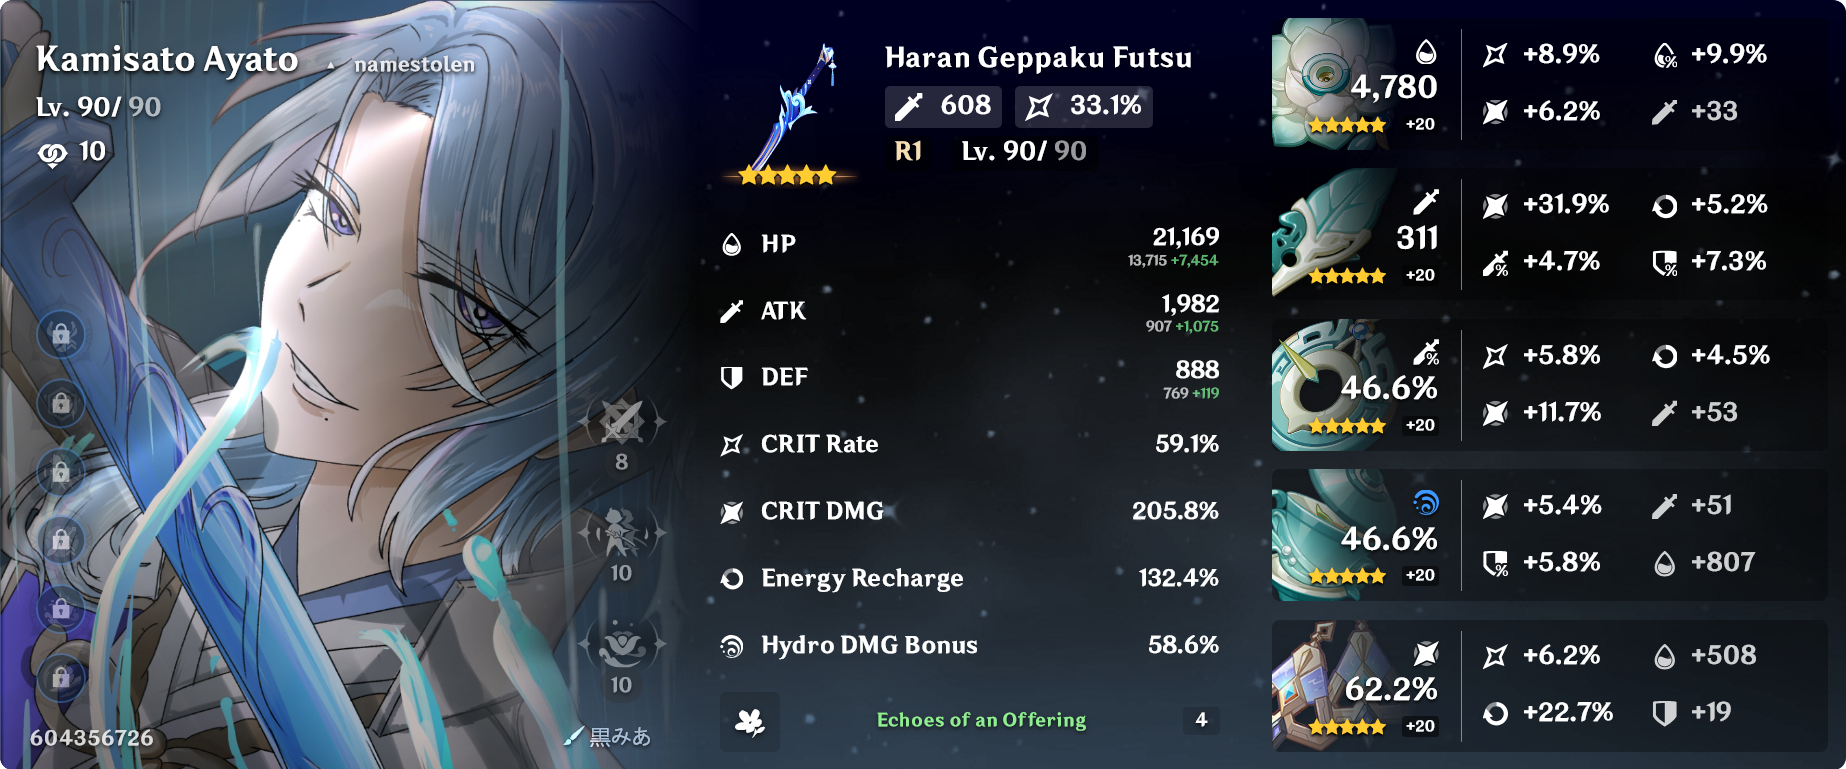 Kamisato Ayato namestolen
Lv. 90/ 90
10
8
10
10
604356726
黒みあ
Haran Geppaku Futsu
608 33.1%
R1 Lv. 90/ 90
HP 21,169
13,715 +7,454
ATK 1,982
907 +1,075
DEF 888
769 +119
CRIT Rate 59.1%
CRIT DMG 205.8%
Energy Recharge 132.4%
Hydro DMG Bonus 58.6%
Echoes of an Offering 4
4,780
+20
+8.9% +9.9%
+6.2% +33
311
+20
+31.9% +5.2%
+4.7% +7.3%
46.6%
+20
+5.8% +4.5%
+11.7% +53
46.6%
+20
+5.4% +51
+5.8% +807
62.2%
+20
+6.2% +508
+22.7% +19